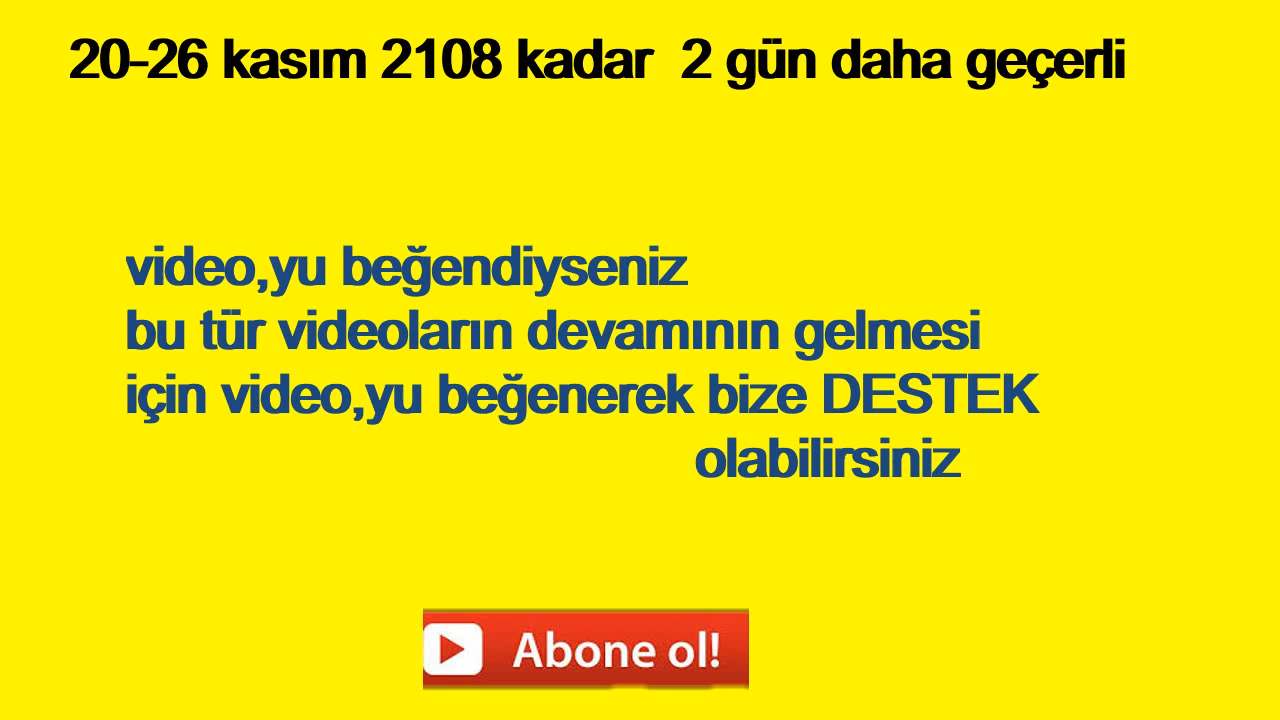 20-26 kasım 2108 kadar  2 gün daha geçerli
video,yu beğendiyseniz
bu tür videoların devamının gelmesi
için video,yu beğenerek bize DESTEK
olabilirsiniz
Abone ol!